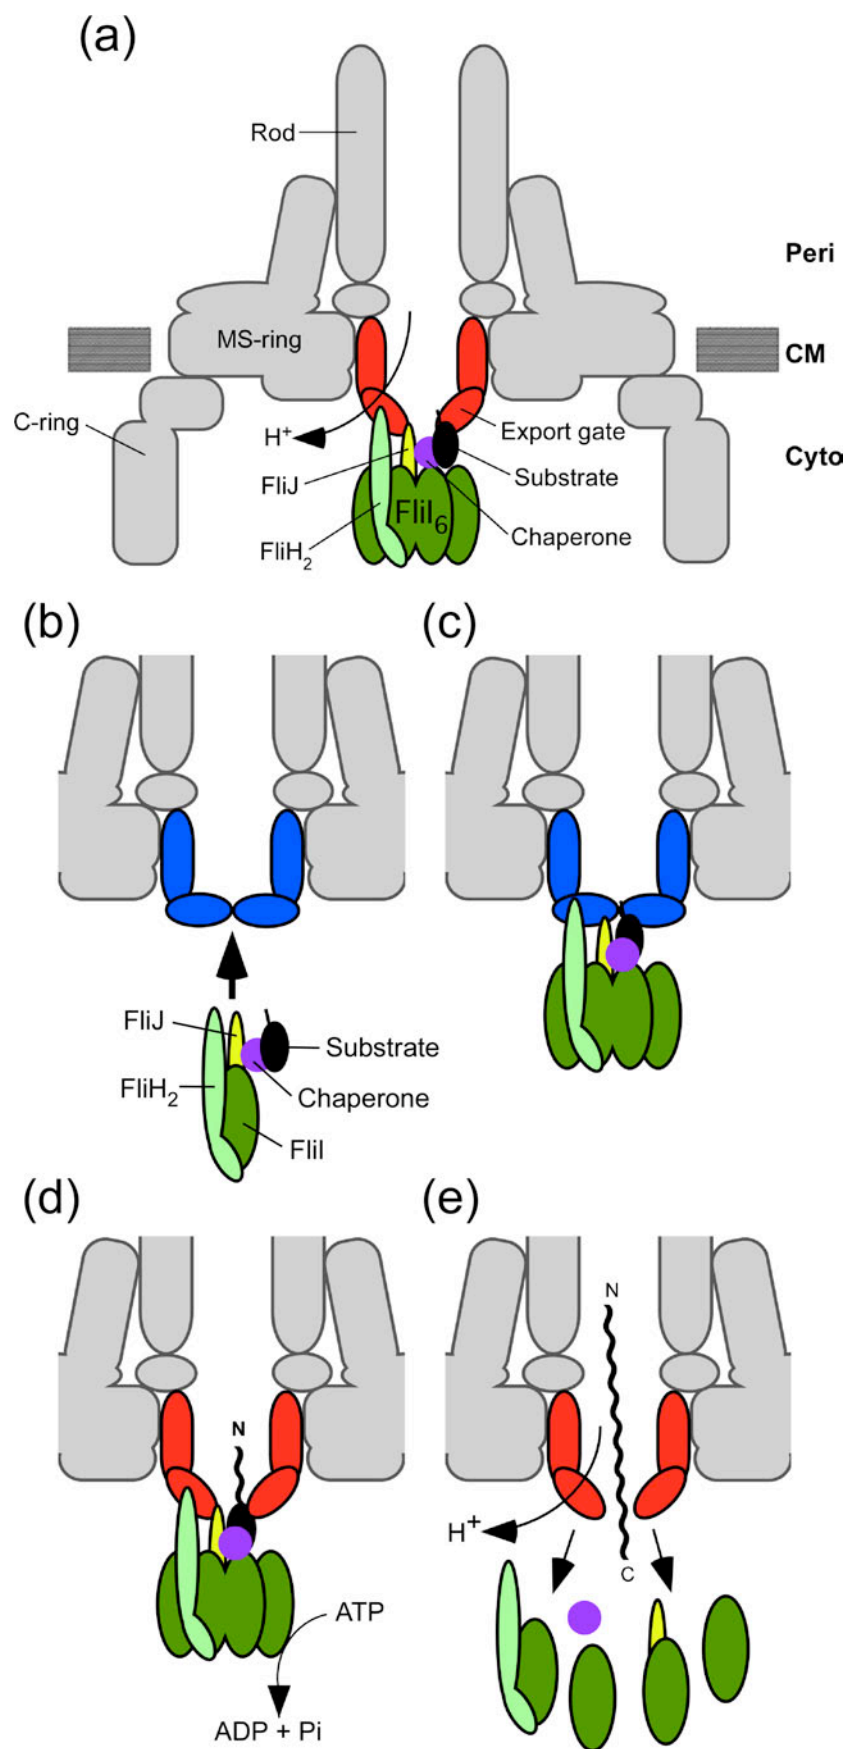 (a)
Rod
Peri
MS-ring
CM
C-ring
H+
Export gate
Cyto
FliJ
Substrate
FliI6
FliH2
Chaperone
(b)
(c)
FliJ
Substrate
FliH2
Chaperone
FliI
(d)
(e)
N
N
H+
C
ATP
ADP + Pi